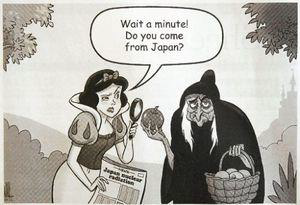 Wait a minute!
Do you come
from Japan?
Japan nuclear
radiation